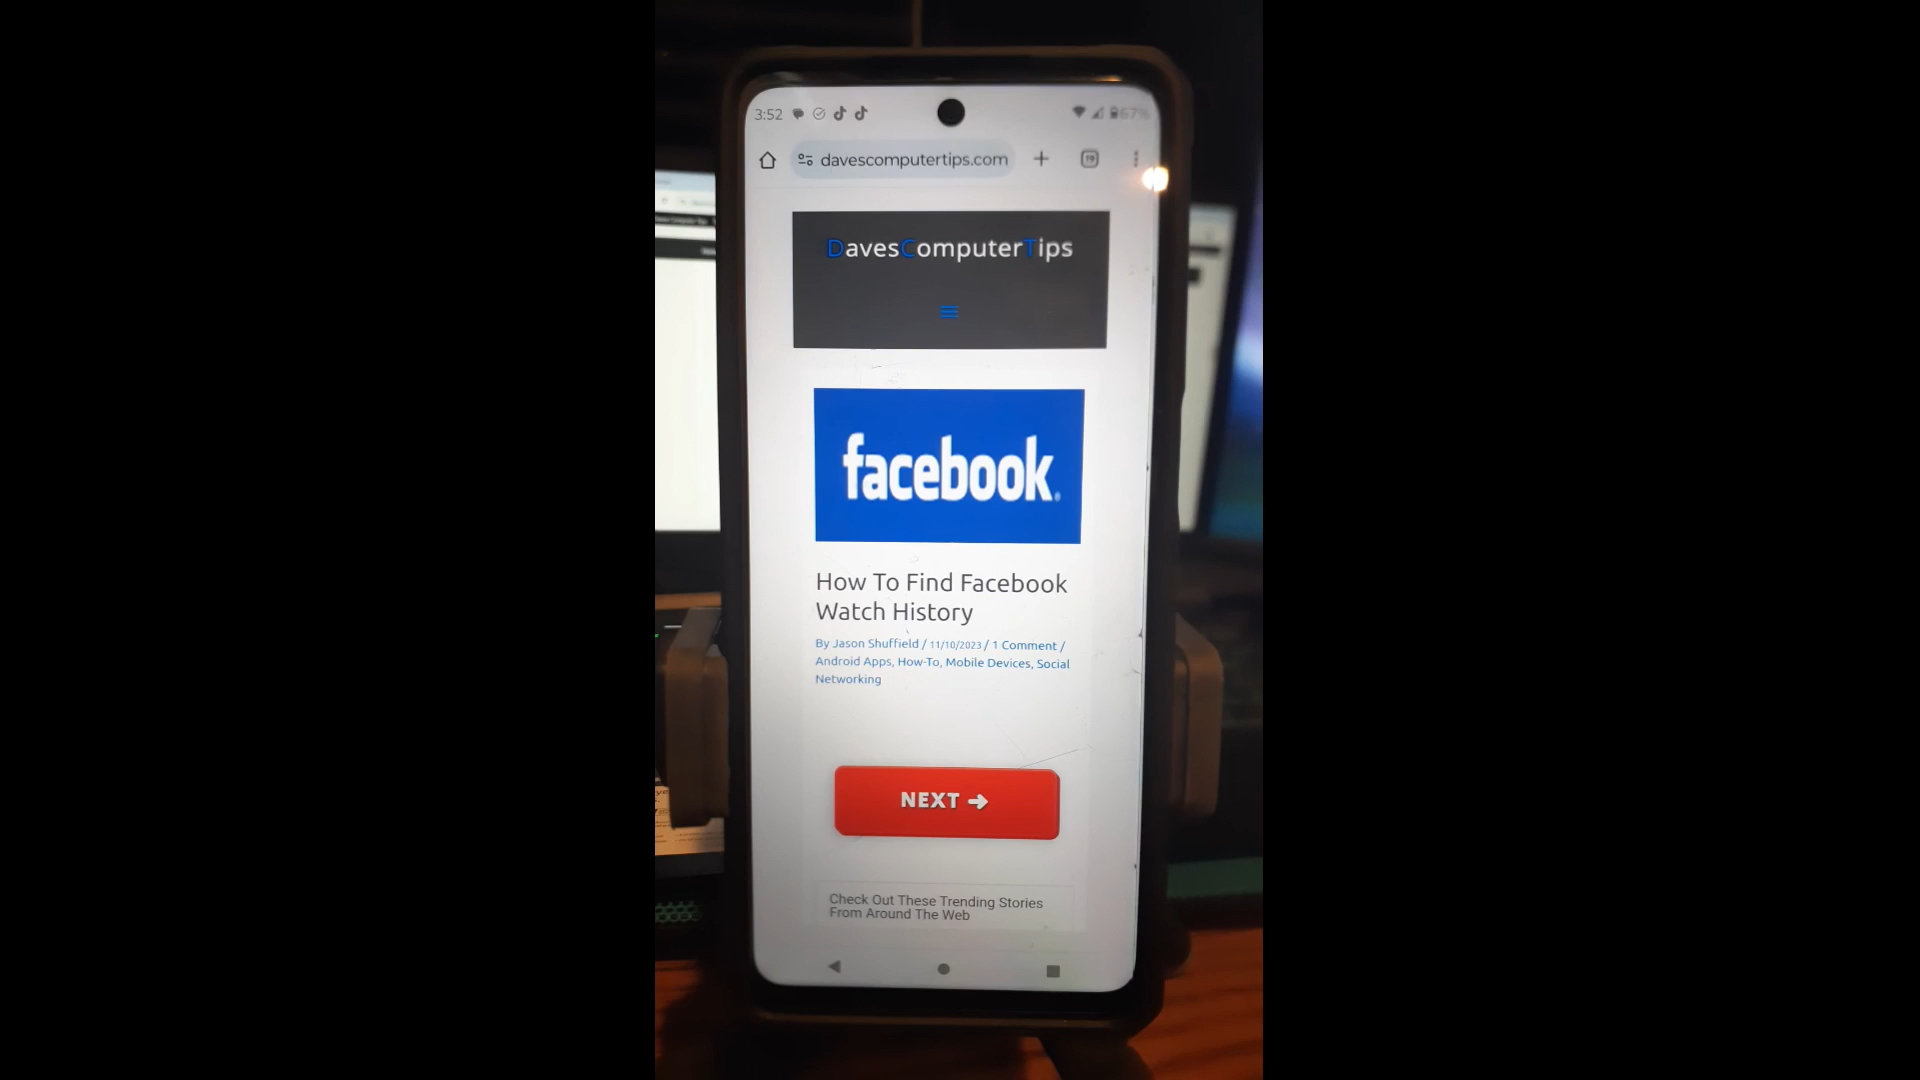 3:52 67%
davescomputertips.com 19
DavesComputerTips
facebook
How To Find Facebook
Watch History
By Jason Shuffield / 11/10/2023 / 1 Comment /
Android Apps, How-To, Mobile Devices, Social
Networking
NEXT →
Check Out These Trending Stories
From Around The Web